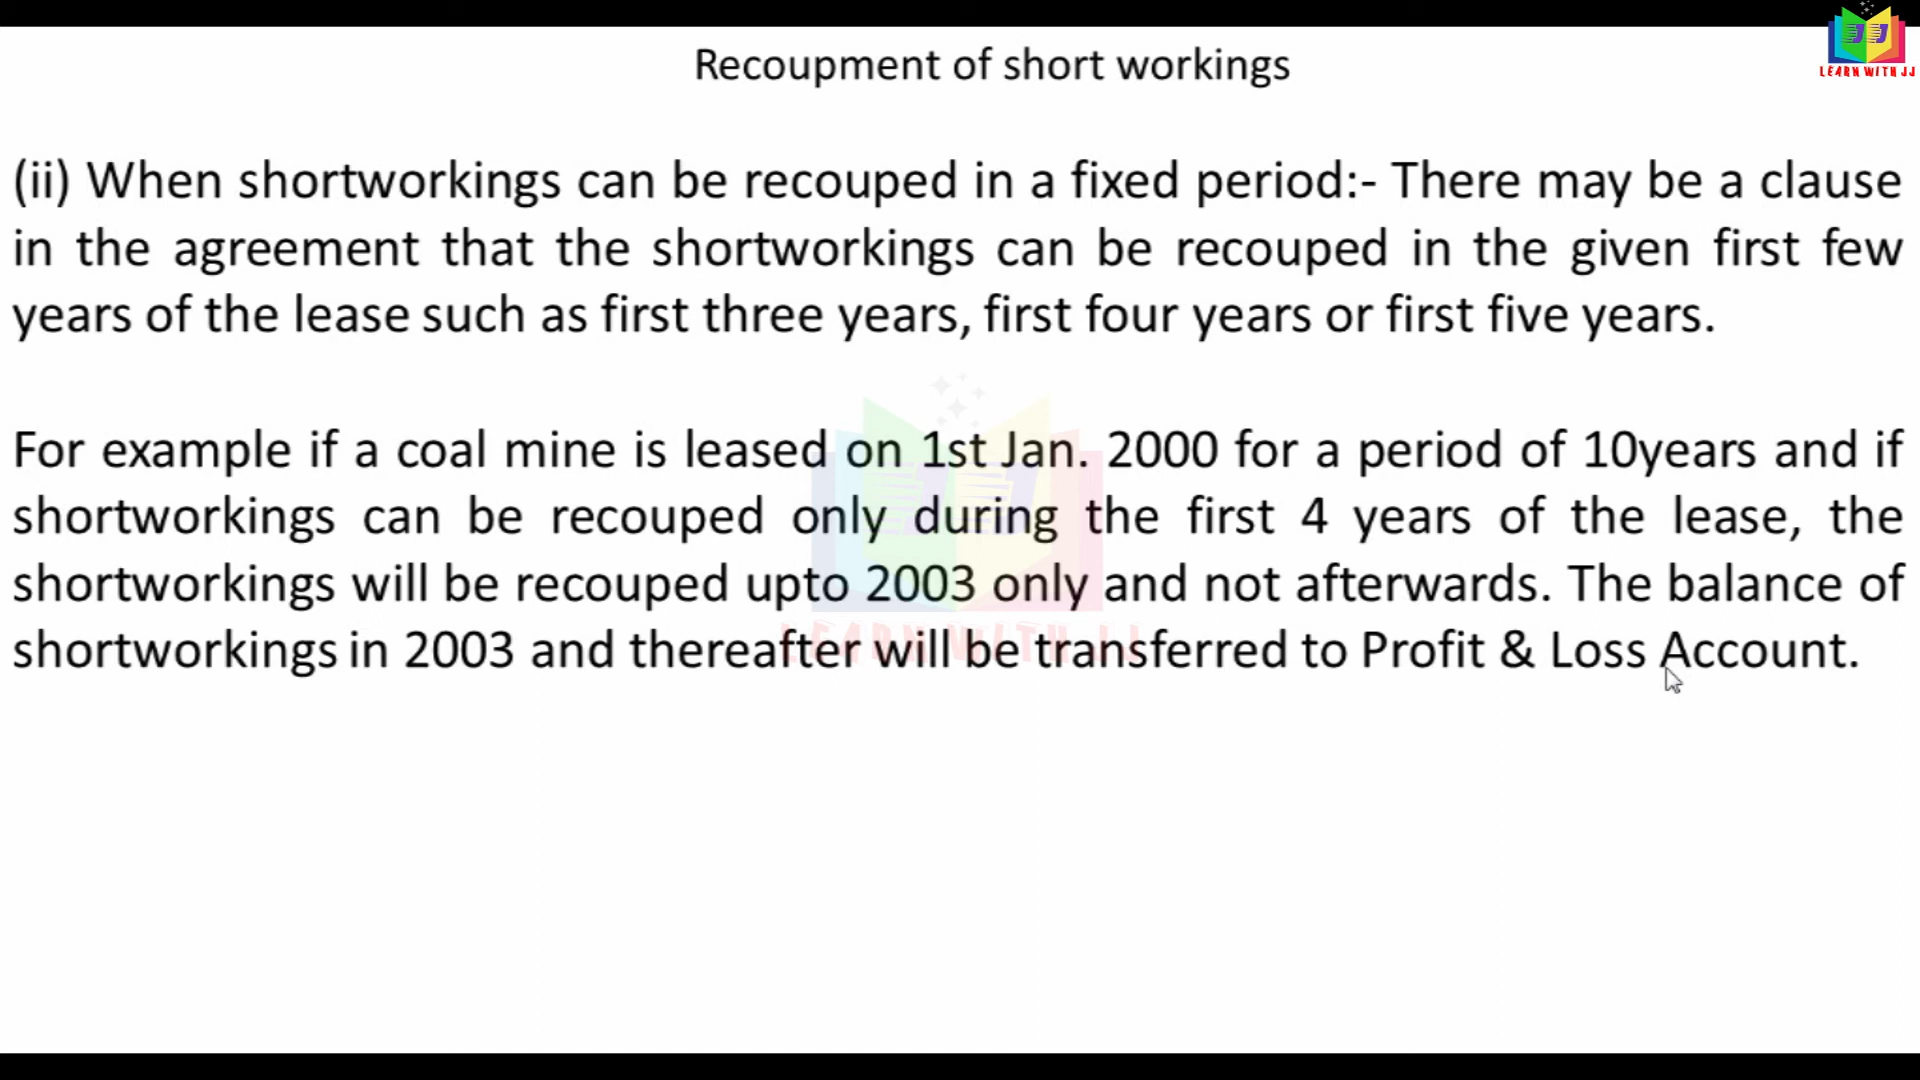 LEARN WITH JJ
Recoupment of short workings
(ii) When shortworkings can be recouped in a fixed period:- There may be a clause
in the agreement that the shortworkings can be recouped in the given first few
years of the lease such as first three years, first four years or first five years.
For example if a coal mine is leased on 1st Jan. 2000 for a period of 10years and if
shortworkings can be recouped only during the first 4 years of the lease, the
shortworkings will be recouped upto 2003 only and not afterwards. The balance of
shortworkings in 2003 and thereafter will be transferred to Profit & Loss Account.
LEARN WITH JJ